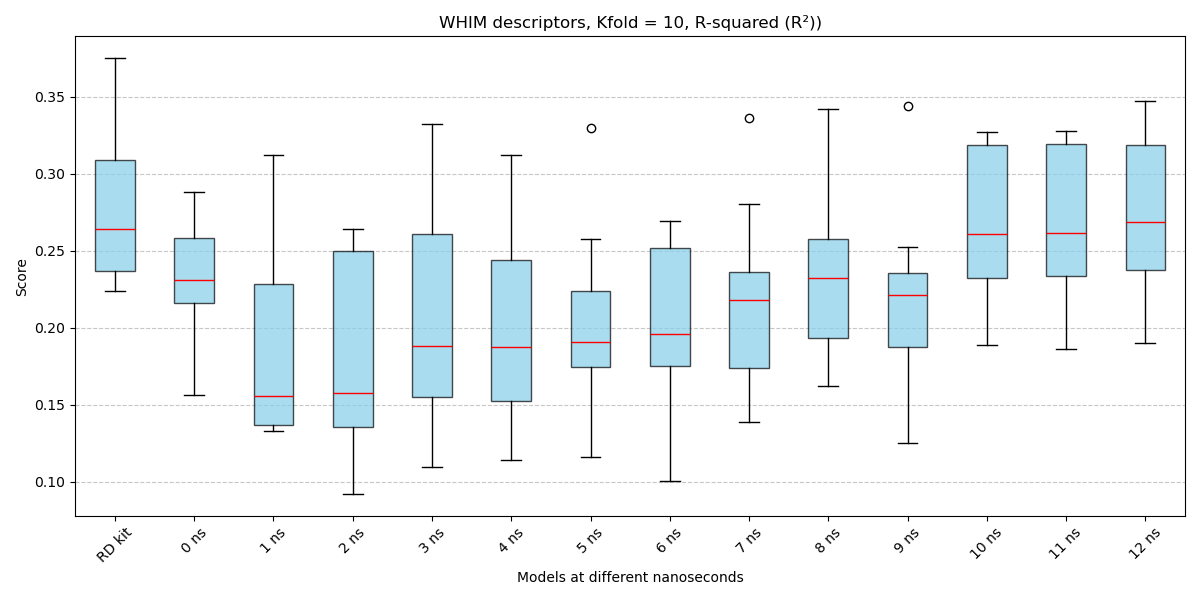 WHIM descriptors, Kfold = 10, R-squared (R²))
Score
0.35
0.30
0.25
0.20
0.15
0.10
RD kit
0 ns
1 ns
2 ns
3 ns
4 ns
5 ns
6 ns
7 ns
8 ns
9 ns
10 ns
11 ns
12 ns
Models at different nanoseconds